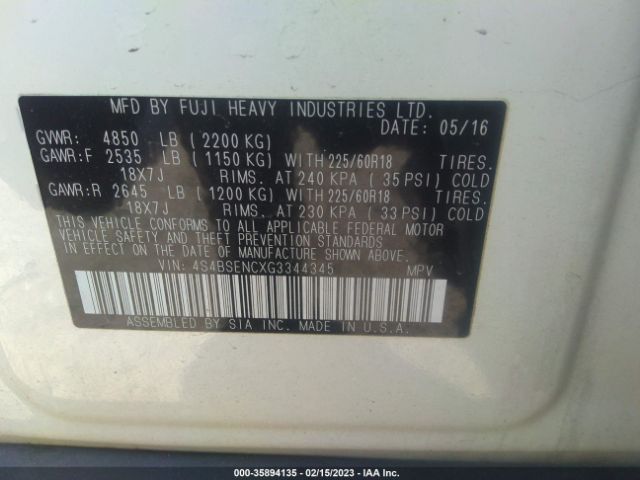 MFD BY FUJI HEAVY INDUSTRIES LTD.
DATE: 05/16
GVWR: 4850 LB (2200 KG)
GAWR:F 2535 LB (1150 KG) WITH 225/60R18 TIRES.
18X7J RIMS. AT 240 KPA (35 PSI) COLD
GAWR:R 2645 LB (1200 KG) WITH 225/60R18 TIRES.
18X7J RIMS. AT 230 KPA (33 PSI) COLD
THIS VEHICLE CONFORMS TO ALL APPLICABLE FEDERAL MOTOR
VEHICLE SAFETY AND THEFT PREVENTION STANDARDS
IN EFFECT ON THE DATE OF MANUFACTURE SHOWN ABOVE.
VIN: 4S4BSENCXG3344345 MPV
ASSEMBLED BY SIA INC. MADE IN U.S.A.
000-35894135 - 02/15/2023 - IAA Inc.